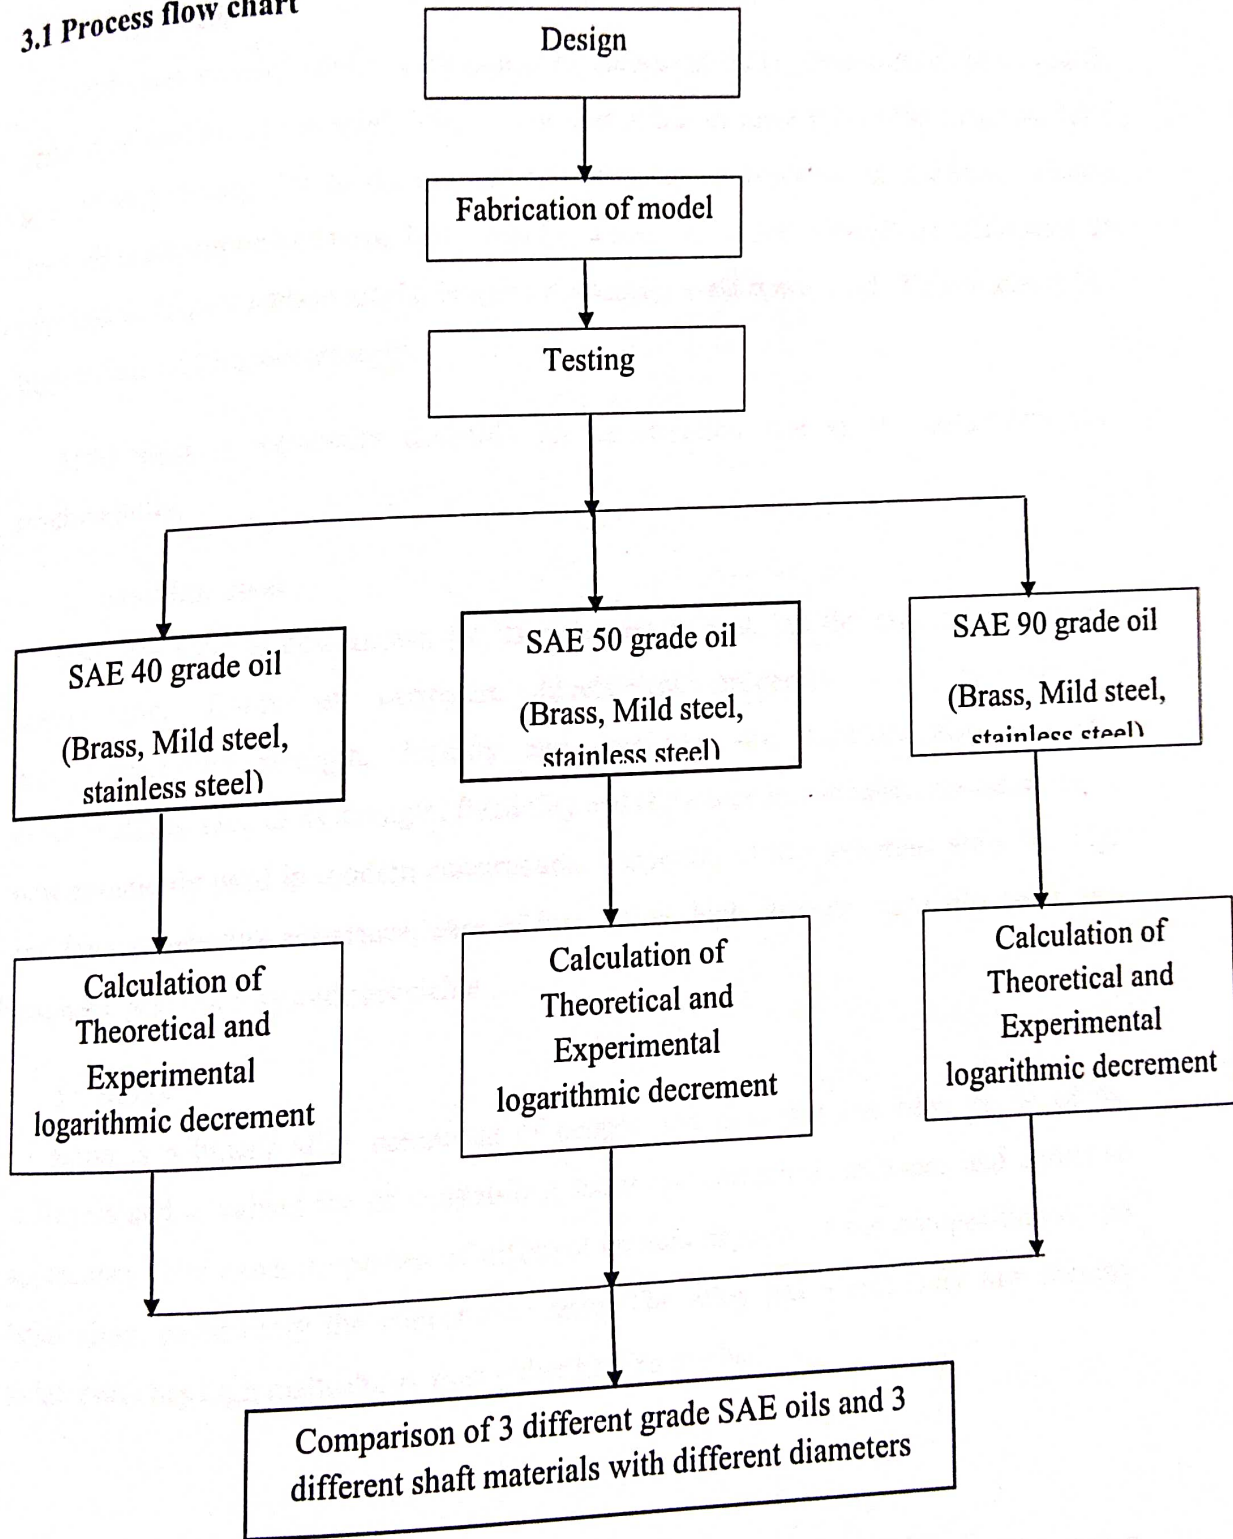 3.1 Process flow chart
Design
Fabrication of model
Testing
SAE 40 grade oil
(Brass, Mild steel,
stainless steel)
SAE 50 grade oil
(Brass, Mild steel,
stainless steel)
SAE 90 grade oil
(Brass, Mild steel,
stainless steel)
Calculation of
Theoretical and
Experimental
logarithmic decrement
Calculation of
Theoretical and
Experimental
logarithmic decrement
Calculation of
Theoretical and
Experimental
logarithmic decrement
Comparison of 3 different grade SAE oils and 3
different shaft materials with different diameters